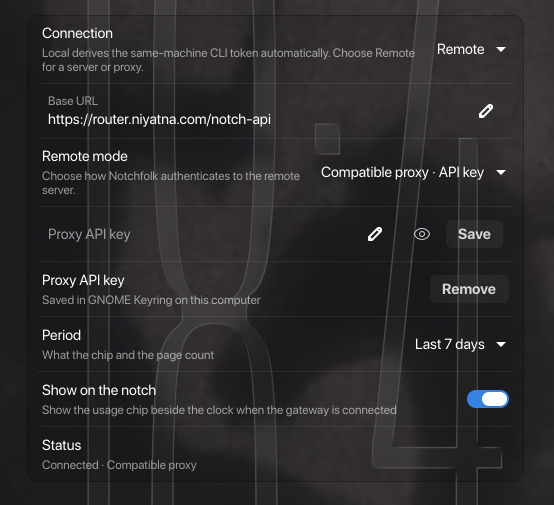 Connection
Local derives the same-machine CLI token automatically. Choose Remote
for a server or proxy.
Remote
Base URL
https://router.niyatna.com/notch-api
Remote mode
Choose how Notchfolk authenticates to the remote
server.
Compatible proxy · API key
Proxy API key
Save
Proxy API key
Saved in GNOME Keyring on this computer
Remove
Period
What the chip and the page count
Last 7 days
Show on the notch
Show the usage chip beside the clock when the gateway is connected
Status
Connected · Compatible proxy